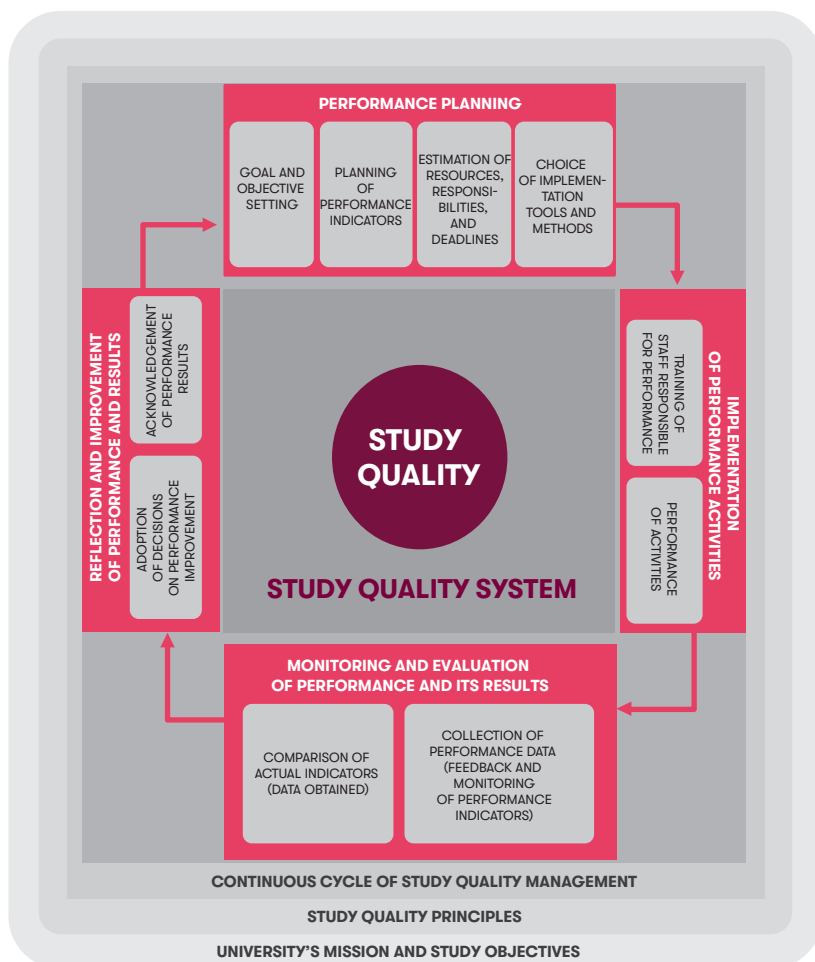 PERFORMANCE PLANNING
GOAL AND
OBJECTIVE
SETTING
PLANNING
OF
PERFORMANCE
INDICATORS
ESTIMATION OF
RESOURCES,
RESPONSI-
BILITIES,
AND
DEADLINES
CHOICE
OF IMPLEMEN-
TATION
TOOLS AND
METHODS
IMPLEMENTATION
OF PERFORMANCE ACTIVITIES
TRAINING OF
STAFF RESPONSIBLE
FOR PERFORMANCE
PERFORMANCE
OF ACTIVITIES
REFLECTION AND IMPROVEMENT
OF PERFORMANCE AND RESULTS
ACKNOWLEDGEMENT
OF PERFORMANCE
RESULTS
ADOPTION
OF DECISIONS
ON PERFORMANCE
IMPROVEMENT
STUDY
QUALITY
STUDY QUALITY SYSTEM
MONITORING AND EVALUATION
OF PERFORMANCE AND ITS RESULTS
COMPARISON OF
ACTUAL INDICATORS
(DATA OBTAINED)
COLLECTION OF
PERFORMANCE DATA
(FEEDBACK AND
MONITORING
OF PERFORMANCE
INDICATORS)
CONTINUOUS CYCLE OF STUDY QUALITY MANAGEMENT
STUDY QUALITY PRINCIPLES
UNIVERSITY'S MISSION AND STUDY OBJECTIVES